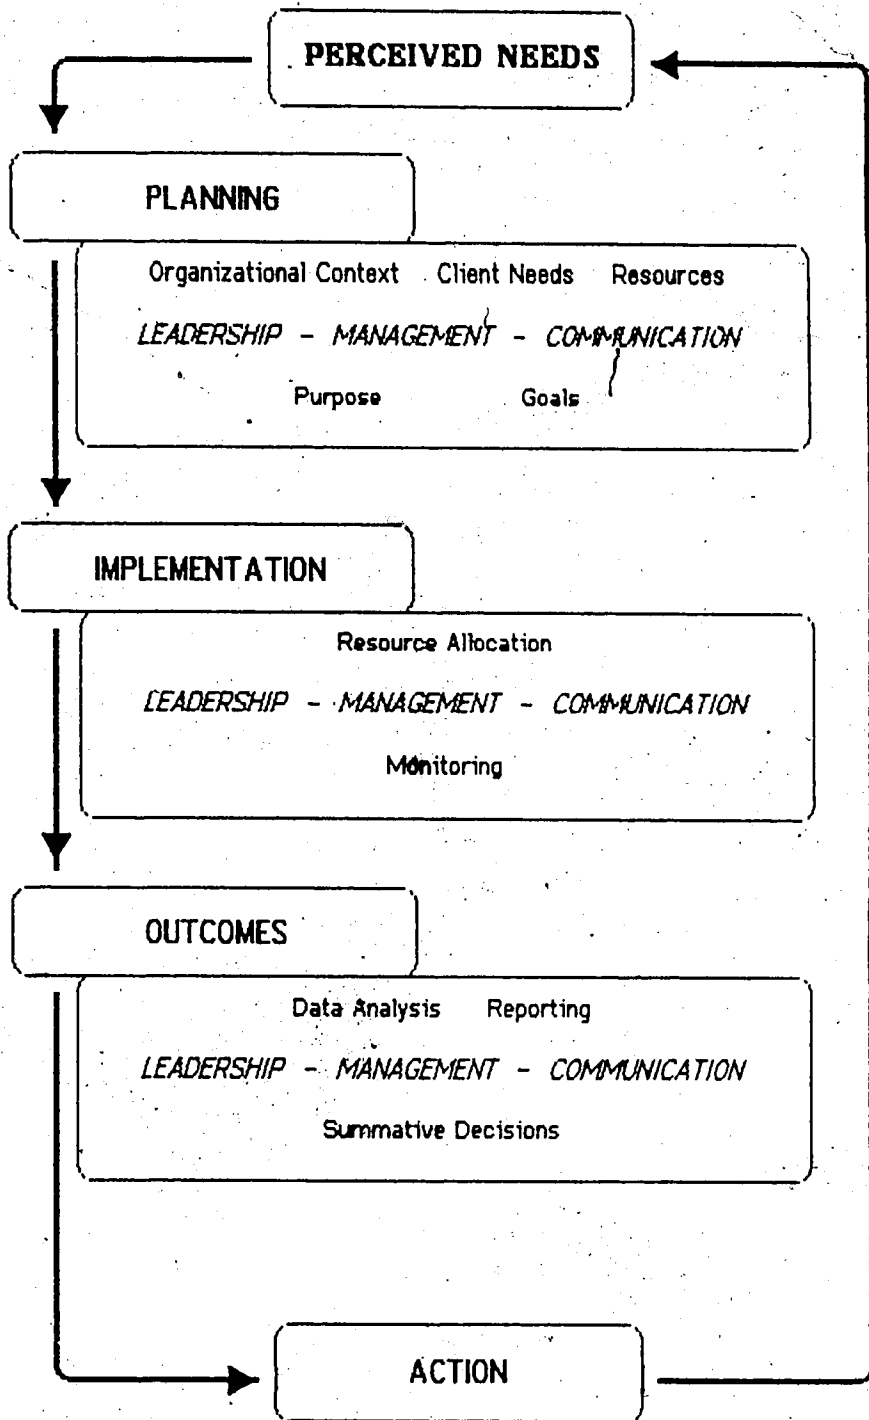 PERCEIVED NEEDS
PLANNING
Organizational Context Client Needs Resources
LEADERSHIP - MANAGEMENT - COMMUNICATION
Purpose Goals
IMPLEMENTATION
Resource Allocation
LEADERSHIP - MANAGEMENT - COMMUNICATION
Monitoring
OUTCOMES
Data Analysis Reporting
LEADERSHIP - MANAGEMENT - COMMUNICATION
Summative Decisions
ACTION